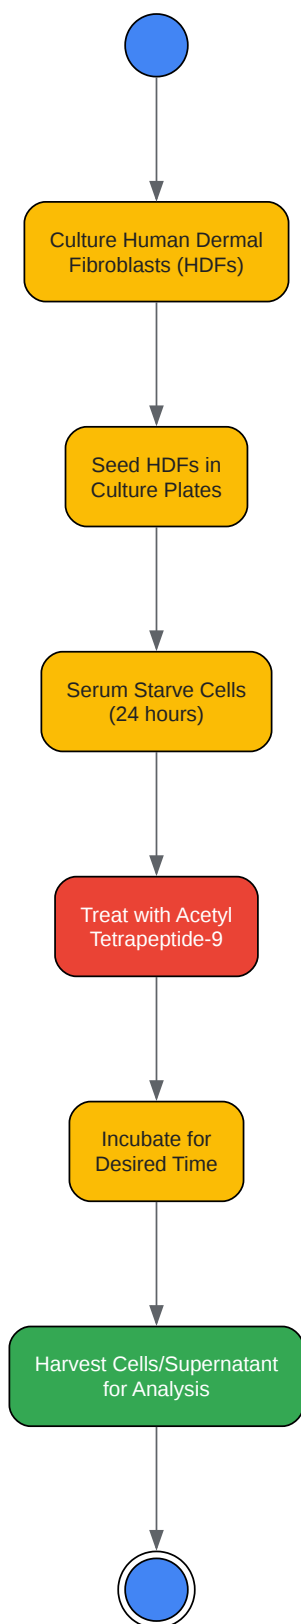 Culture Human Dermal
Fibroblasts (HDFs)
Seed HDFs in
Culture Plates
Serum Starve Cells
(24 hours)
Treat with Acetyl
Tetrapeptide-9
Incubate for
Desired Time
Harvest Cells/Supernatant
for Analysis